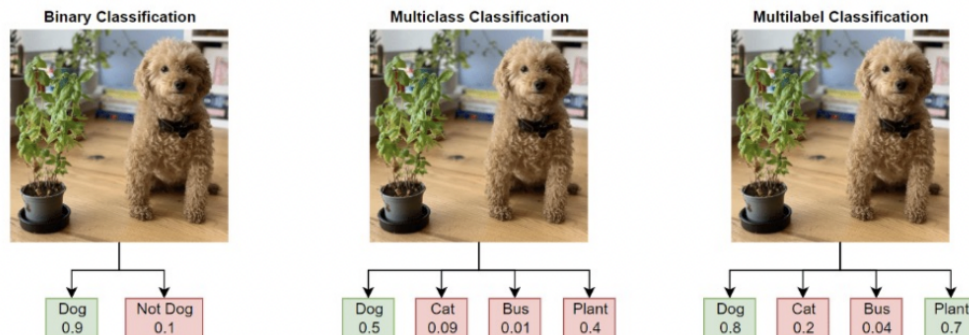 Binary Classification
Multiclass Classification
Multilabel Classification
Dog
0.9
Not Dog
0.1
Dog
0.5
Cat
0.09
Bus
0.01
Plant
0.4
Dog
0.8
Cat
0.2
Bus
0.04
Plant
0.7